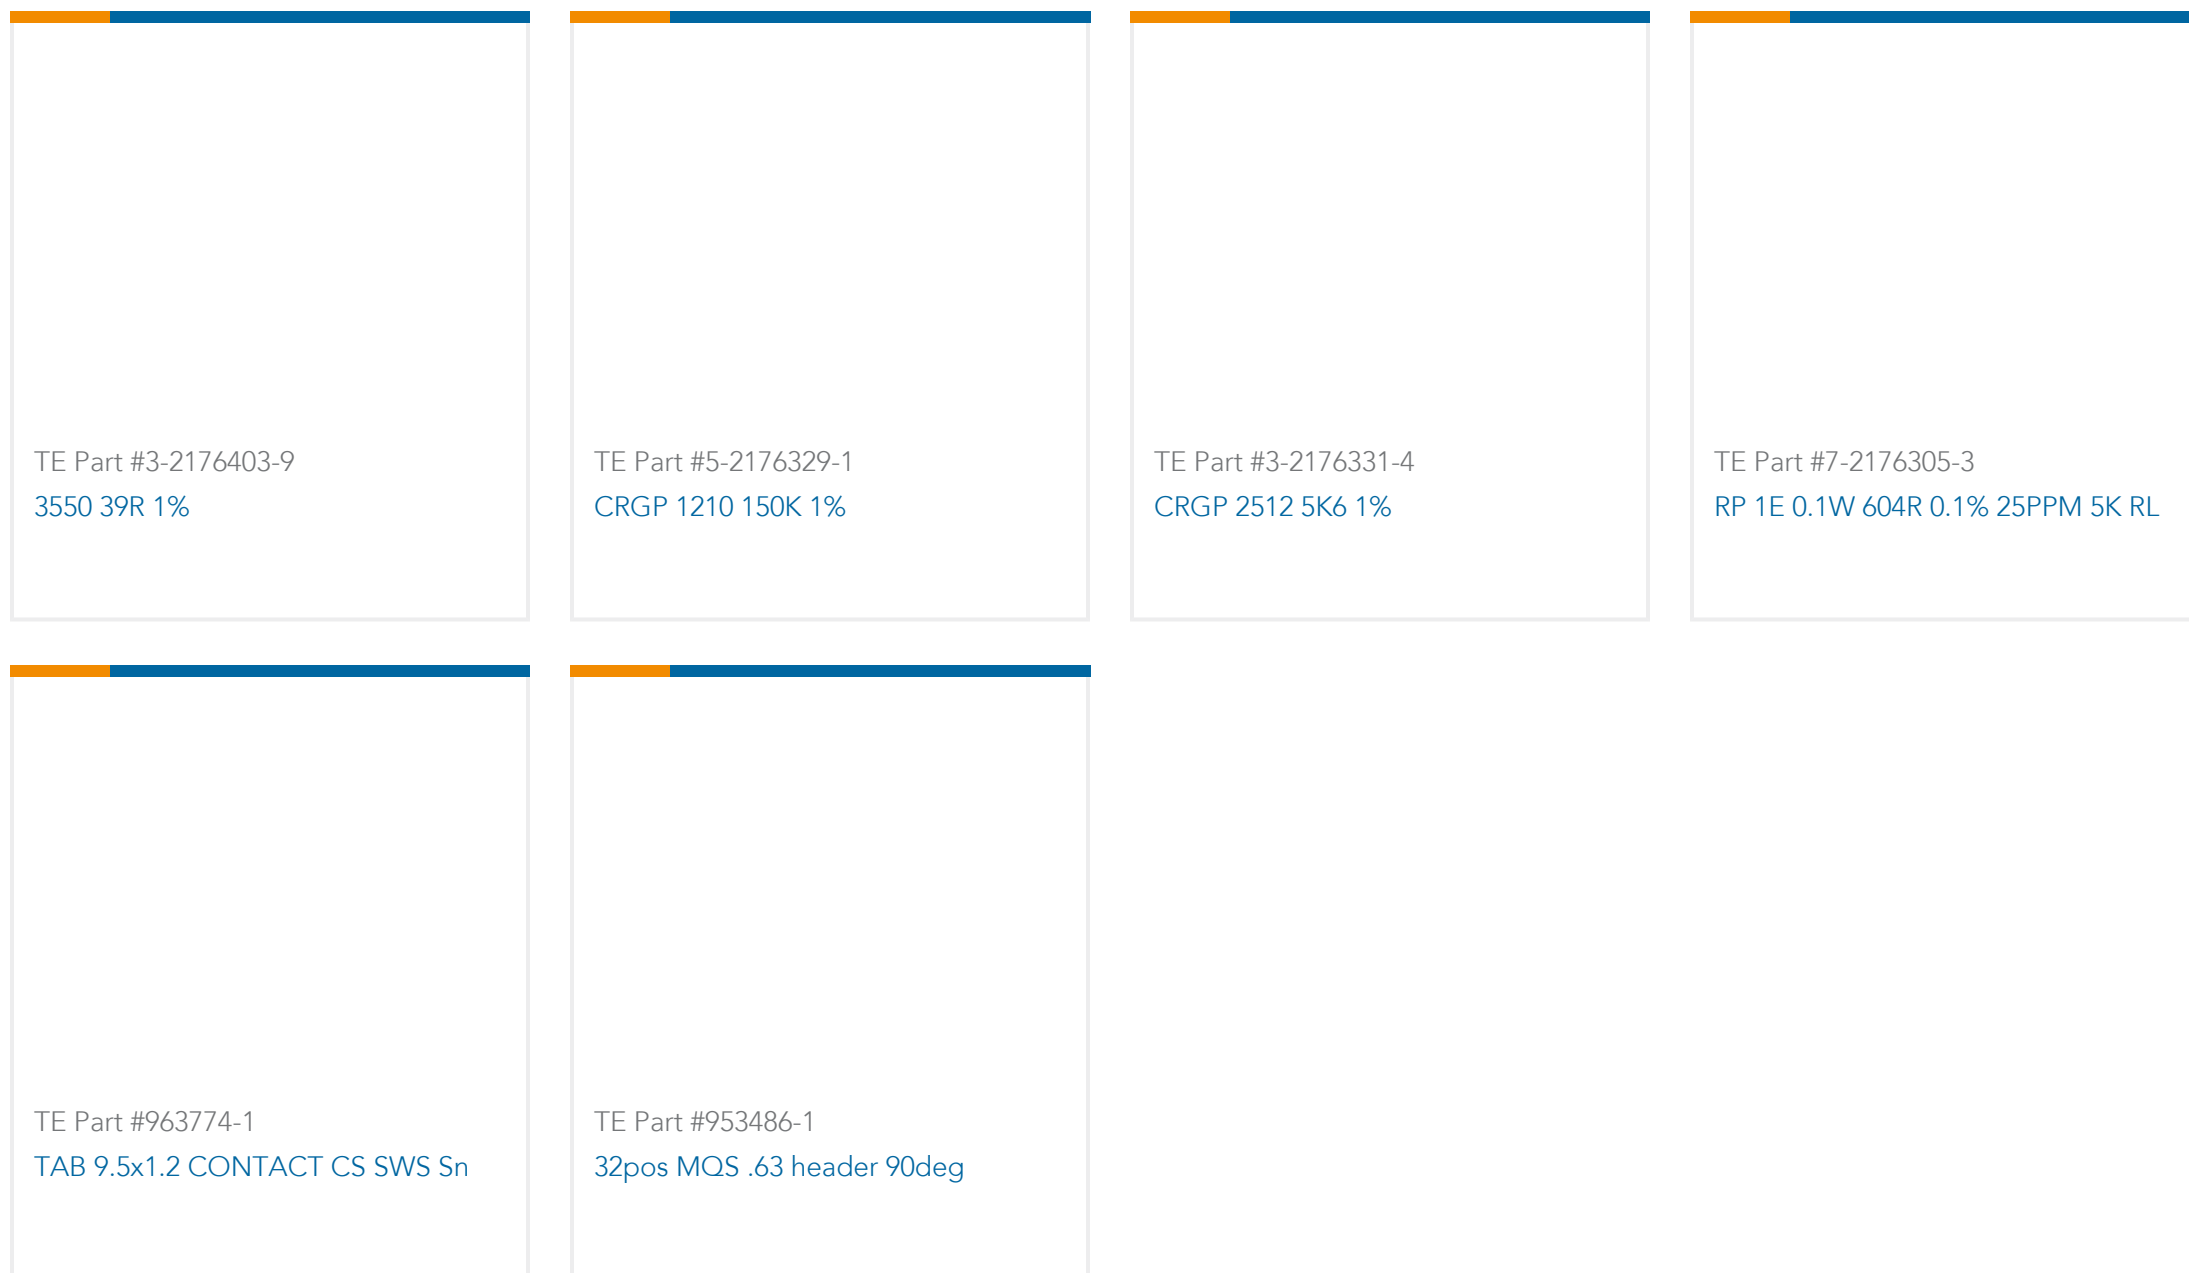 TE Part #3-2176403-9
3550 39R 1%
TE Part #5-2176329-1
CRGP 1210 150K 1%
TE Part #3-2176331-4
CRGP 2512 5K6 1%
TE Part #7-2176305-3
RP 1E 0.1W 604R 0.1% 25PPM 5K RL
TE Part #963774-1
TAB 9.5x1.2 CONTACT CS SWS Sn
TE Part #953486-1
32pos MQS .63 header 90deg